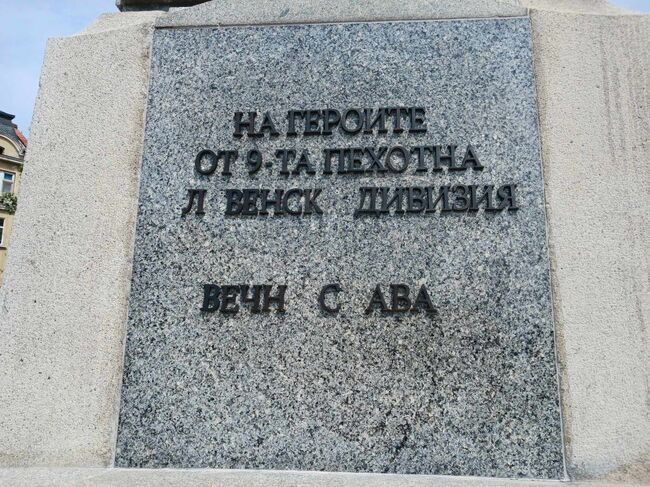 НА ГЕРОИТЕ
ОТ 9-ТА ПЕХОТНА
Л ВЕНСК ДИВИЗИЯ
ВЕЧН С АВА